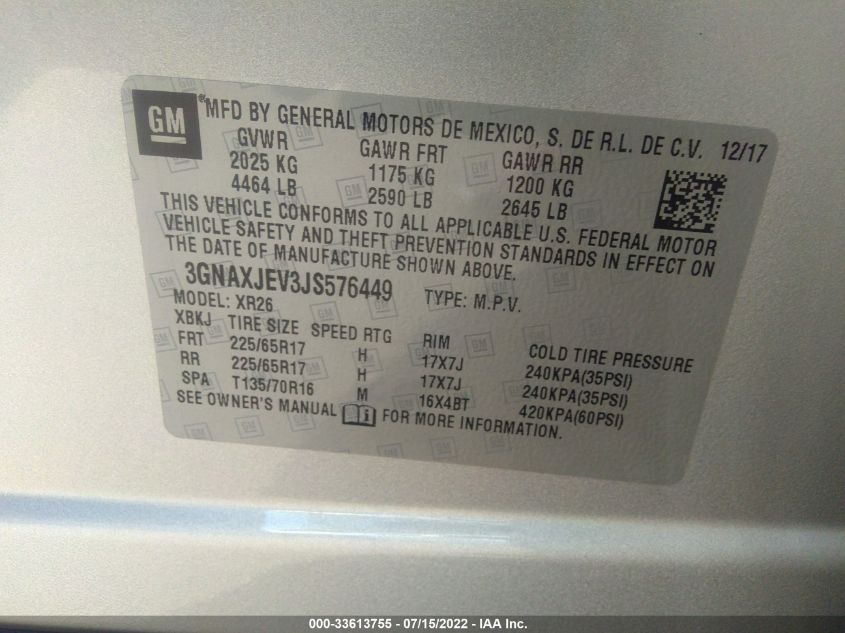 GM ® MFD BY GENERAL MOTORS DE MEXICO, S. DE R.L. DE C.V. 12/17
GVWR GAWR FRT GAWR RR
2025 KG 1175 KG 1200 KG
4464 LB 2590 LB 2645 LB
THIS VEHICLE CONFORMS TO ALL APPLICABLE U.S. FEDERAL MOTOR
VEHICLE SAFETY AND THEFT PREVENTION STANDARDS IN EFFECT ON
THE DATE OF MANUFACTURE SHOWN ABOVE.
3GNAXJEV3JS576449 TYPE: M.P.V.
MODEL: XR26
XBKJ TIRE SIZE SPEED RTG RIM COLD TIRE PRESSURE
FRT 225/65R17 H 17X7J 240KPA(35PSI)
RR 225/65R17 H 17X7J 240KPA(35PSI)
SPA T135/70R16 M 16X4BT 420KPA(60PSI)
SEE OWNER'S MANUAL i FOR MORE INFORMATION.
000-33613755 - 07/15/2022 - IAA Inc.